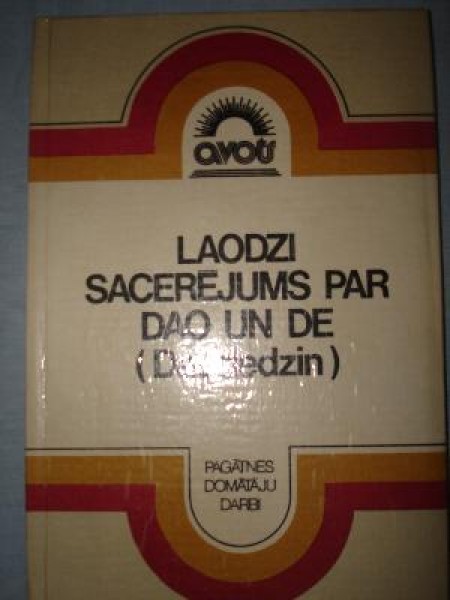 avots
LAODZI
SACERĒJUMS PAR
DAO UN DE
PAGĀTNES
DOMĀTĀJU
DARBI